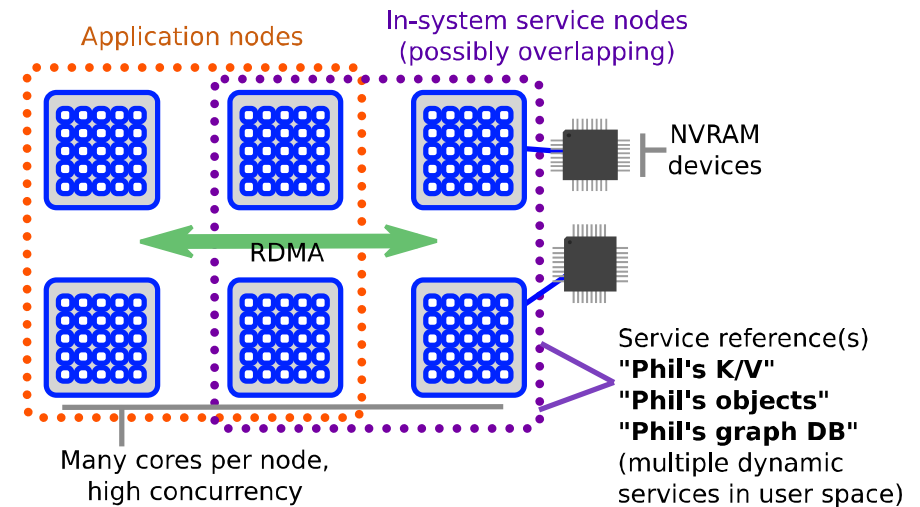 Application nodes
In-system service nodes
(possibly overlapping)
NVRAM
devices
RDMA
Service reference(s)
"Phil's K/V"
"Phil's objects"
"Phil's graph DB"
(multiple dynamic
services in user space)
Many cores per node,
high concurrency